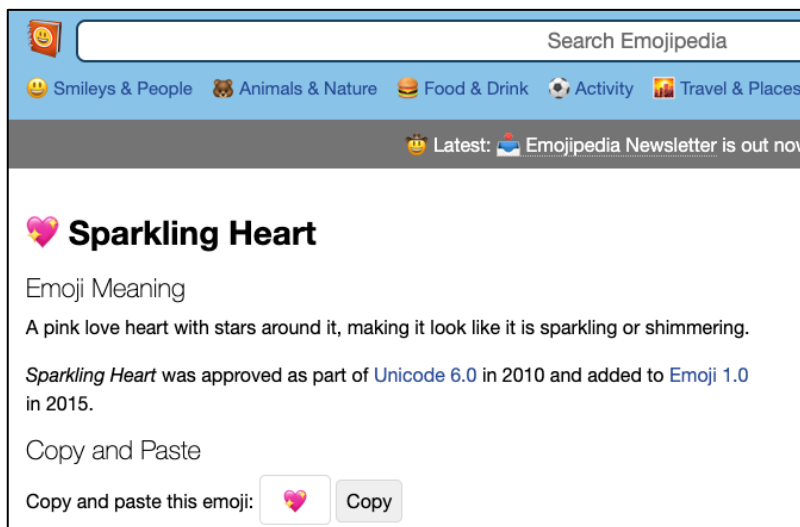 Search Emojipedia
😃 Smileys & People 🐻 Animals & Nature 🍔 Food & Drink ⚽ Activity 🌇 Travel & Places
🤠 Latest: 📥 Emojipedia Newsletter is out now
💖 Sparkling Heart
Emoji Meaning
A pink love heart with stars around it, making it look like it is sparkling or shimmering.
Sparkling Heart was approved as part of Unicode 6.0 in 2010 and added to Emoji 1.0
in 2015.
Copy and Paste
Copy and paste this emoji: 💖 Copy